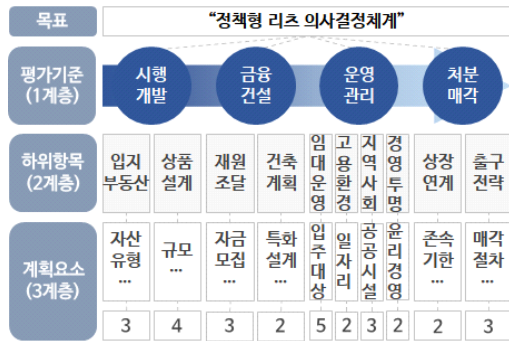 목표
“정책형 리츠 의사결정체계”
평가기준
(1계층)
시행
개발
금융
건설
운영
관리
처분
매각
하위항목
(2계층)
입지
부동산
상품
설계
재원
조달
건축
계획
임대운영
고용환경
지역사회
경영투명
상장
연계
출구
전략
계획요소
(3계층)
자산
유형
...
규모
...
자금
모집
...
특화
설계
...
입주대상
일자리
공공시설
윤리경영
존속
기한
...
매각
절차
...
3 4 3 2 5 2 3 2 2 3